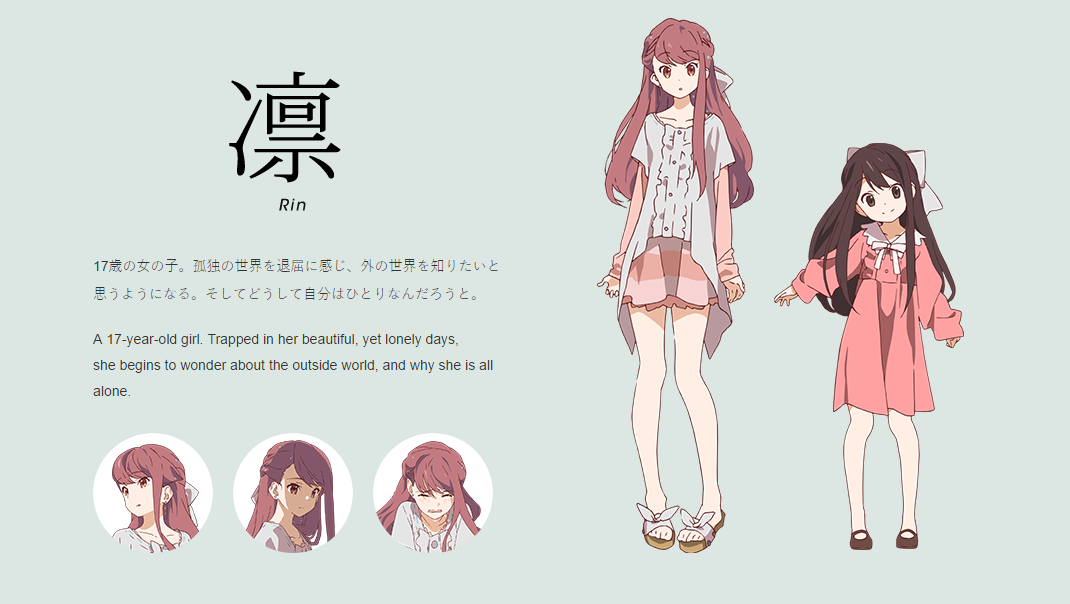 凛
Rin
17歳の女の子。孤独の世界を退屈に感じ、外の世界を知りたいと
思うようになる。そしてどうして自分はひとりなんだろうと。
A 17-year-old girl. Trapped in her beautiful, yet lonely days,
she begins to wonder about the outside world, and why she is all
alone.